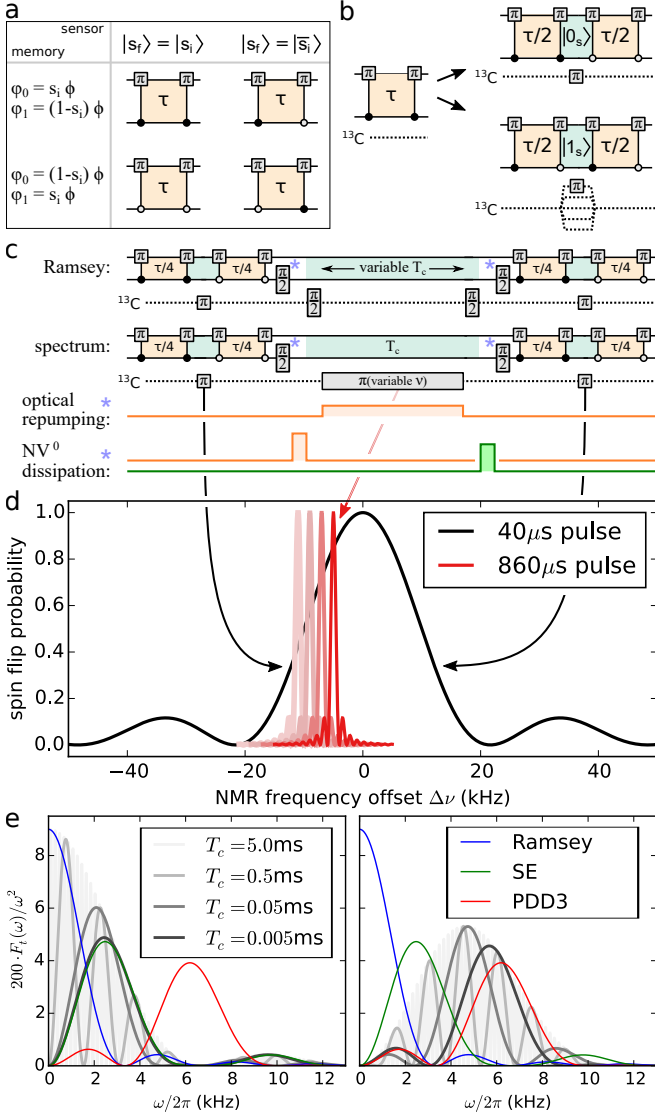 a
sensor
memory
|s_f⟩ = |s_i⟩
|s_f⟩ = |s̅_i⟩
φ₀ = s_i ϕ
φ₁ = (1-s_i) ϕ
π π
τ
π π
τ
φ₀ = (1-s_i) ϕ
φ₁ = s_i ϕ
π π
τ
π π
τ
b
π π
τ
¹³C
π π π π
τ/2 |0_s⟩ τ/2
¹³C π
π π π π
τ/2 |1_s⟩ τ/2
¹³C π
c
Ramsey: π τ/4 π π τ/4 π π/2 * variable T_c * π/2 π τ/4 π π τ/4 π
¹³C π π/2 π/2 π
spectrum: π τ/4 π π τ/4 π π/2 * T_c * π/2 π τ/4 π π τ/4 π
¹³C π π(variable ν) π
optical *
repumping:
NV⁰ *
dissipation:
d
spin flip probability
1.0
0.8
0.6
0.4
0.2
0.0
40μs pulse
860μs pulse
−40 −20 0 20 40
NMR frequency offset Δν (kHz)
e
200·F_t(ω)/ω²
8
6
4
2
0
T_c = 5.0ms
T_c = 0.5ms
T_c = 0.05ms
T_c = 0.005ms
0 2 4 6 8 10 12
ω/2π (kHz)
Ramsey
SE
PDD3
0 2 4 6 8 10 12
ω/2π (kHz)